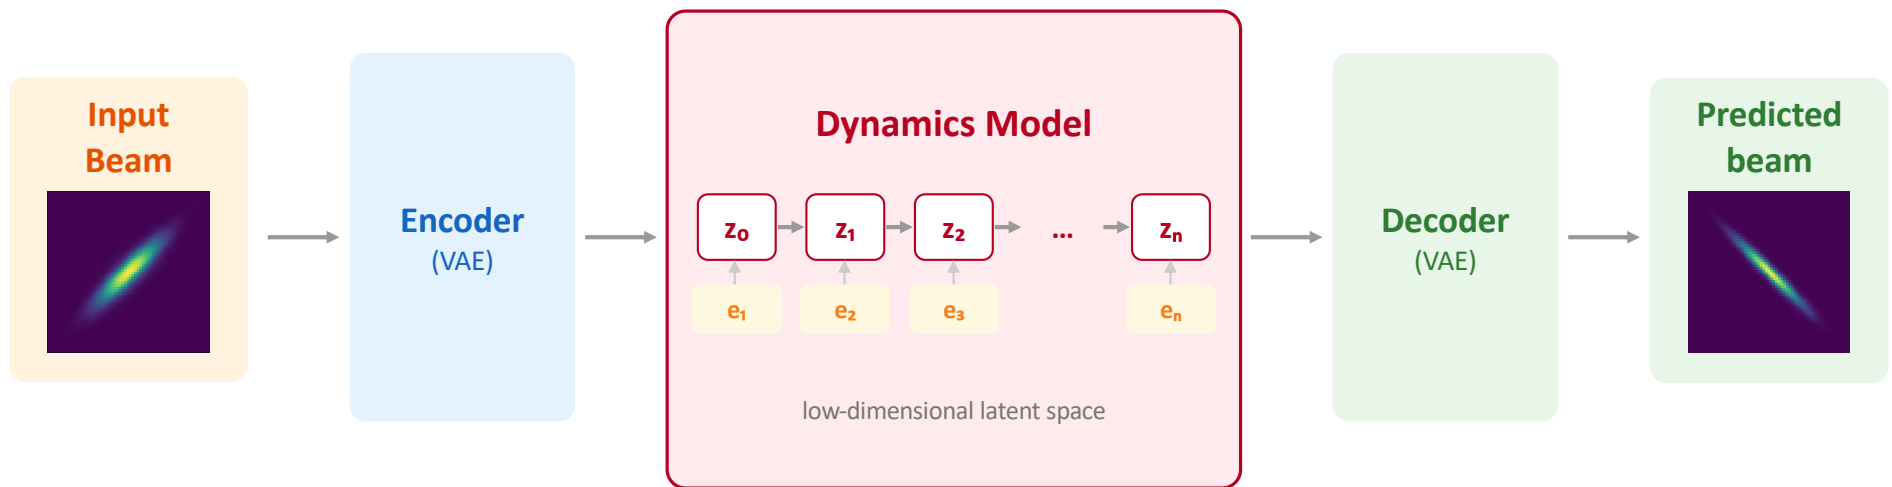 Input
Beam
Encoder
(VAE)
Dynamics Model
z₀
z₁
z₂
...
zₙ
e₁
e₂
e₃
eₙ
low-dimensional latent space
Decoder
(VAE)
Predicted
beam